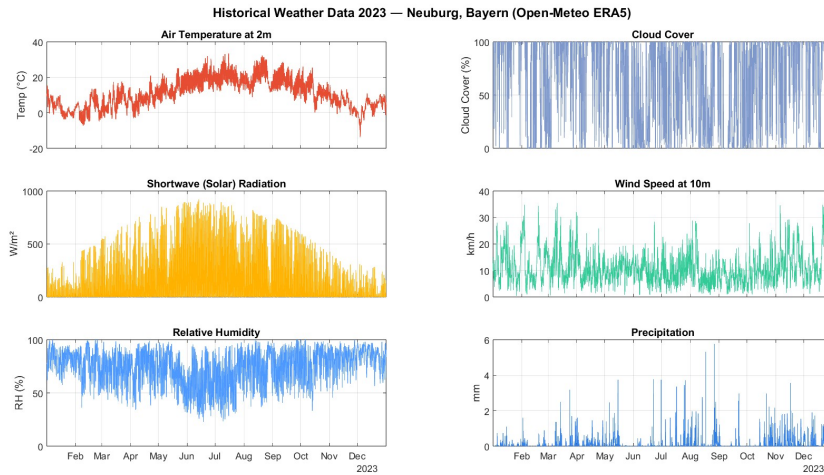 Historical Weather Data 2023 — Neuburg, Bayern (Open-Meteo ERA5)
Air Temperature at 2m
Temp (°C)
40
20
0
-20
Cloud Cover
Cloud Cover (%)
100
50
0
Shortwave (Solar) Radiation
W/m²
1000
500
0
Wind Speed at 10m
km/h
40
30
20
10
0
Relative Humidity
RH (%)
100
50
0
Feb Mar Apr May Jun Jul Aug Sep Oct Nov Dec
2023
Precipitation
mm
6
4
2
0
Feb Mar Apr May Jun Jul Aug Sep Oct Nov Dec
2023